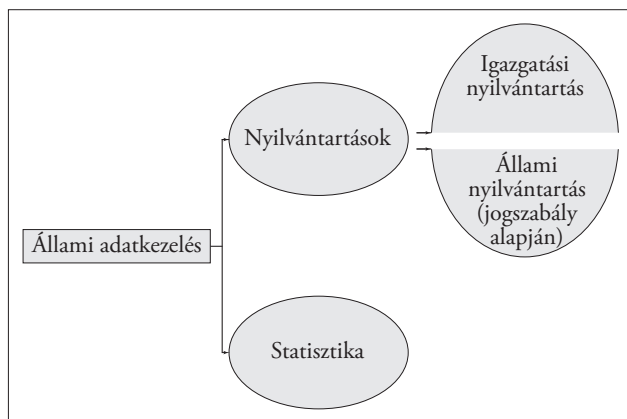 Igazgatási
nyilvántartás
Nyilvántartások
Állami
nyilvántartás
(jogszabály
alapján)
Állami adatkezelés
Statisztika